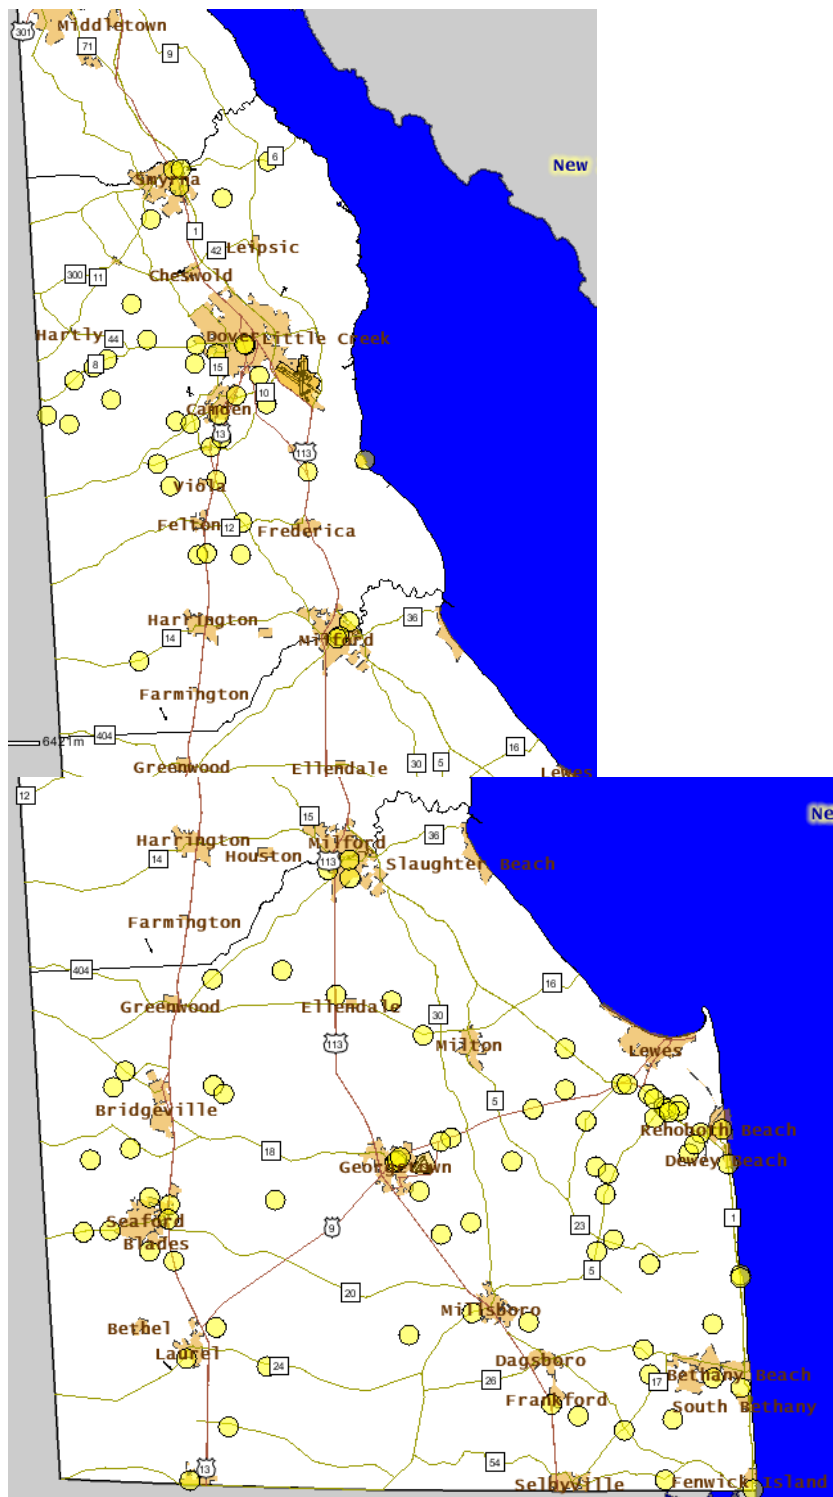 Middletown
301
71
9
New
6
Smyrna
1
42
Leipsic
300
11
Cheswold
Hartly
44
Dover
Little Creek
8
15
10
Camden
13
113
Viola
Felton
12
Frederica
Harrington
36
14
Milford
Farmington
404
6421m
16
30
5
Greenwood
Ellendale
Lewes
12
Ne
15
36
Harrington
Milford
14
Houston
113
Slaughter Beach
Farmington
404
16
Greenwood
Ellendale
30
113
Milton
Lewes
5
Bridgeville
Rehoboth Beach
18
Georgetown
Dewey Beach
Seaford
1
9
23
Blades
5
20
Millsboro
Bethel
Laurel
24
Dagsboro
26
17
Bethany Beach
Frankford
South Bethany
54
13
Selbyville
Fenwick Island